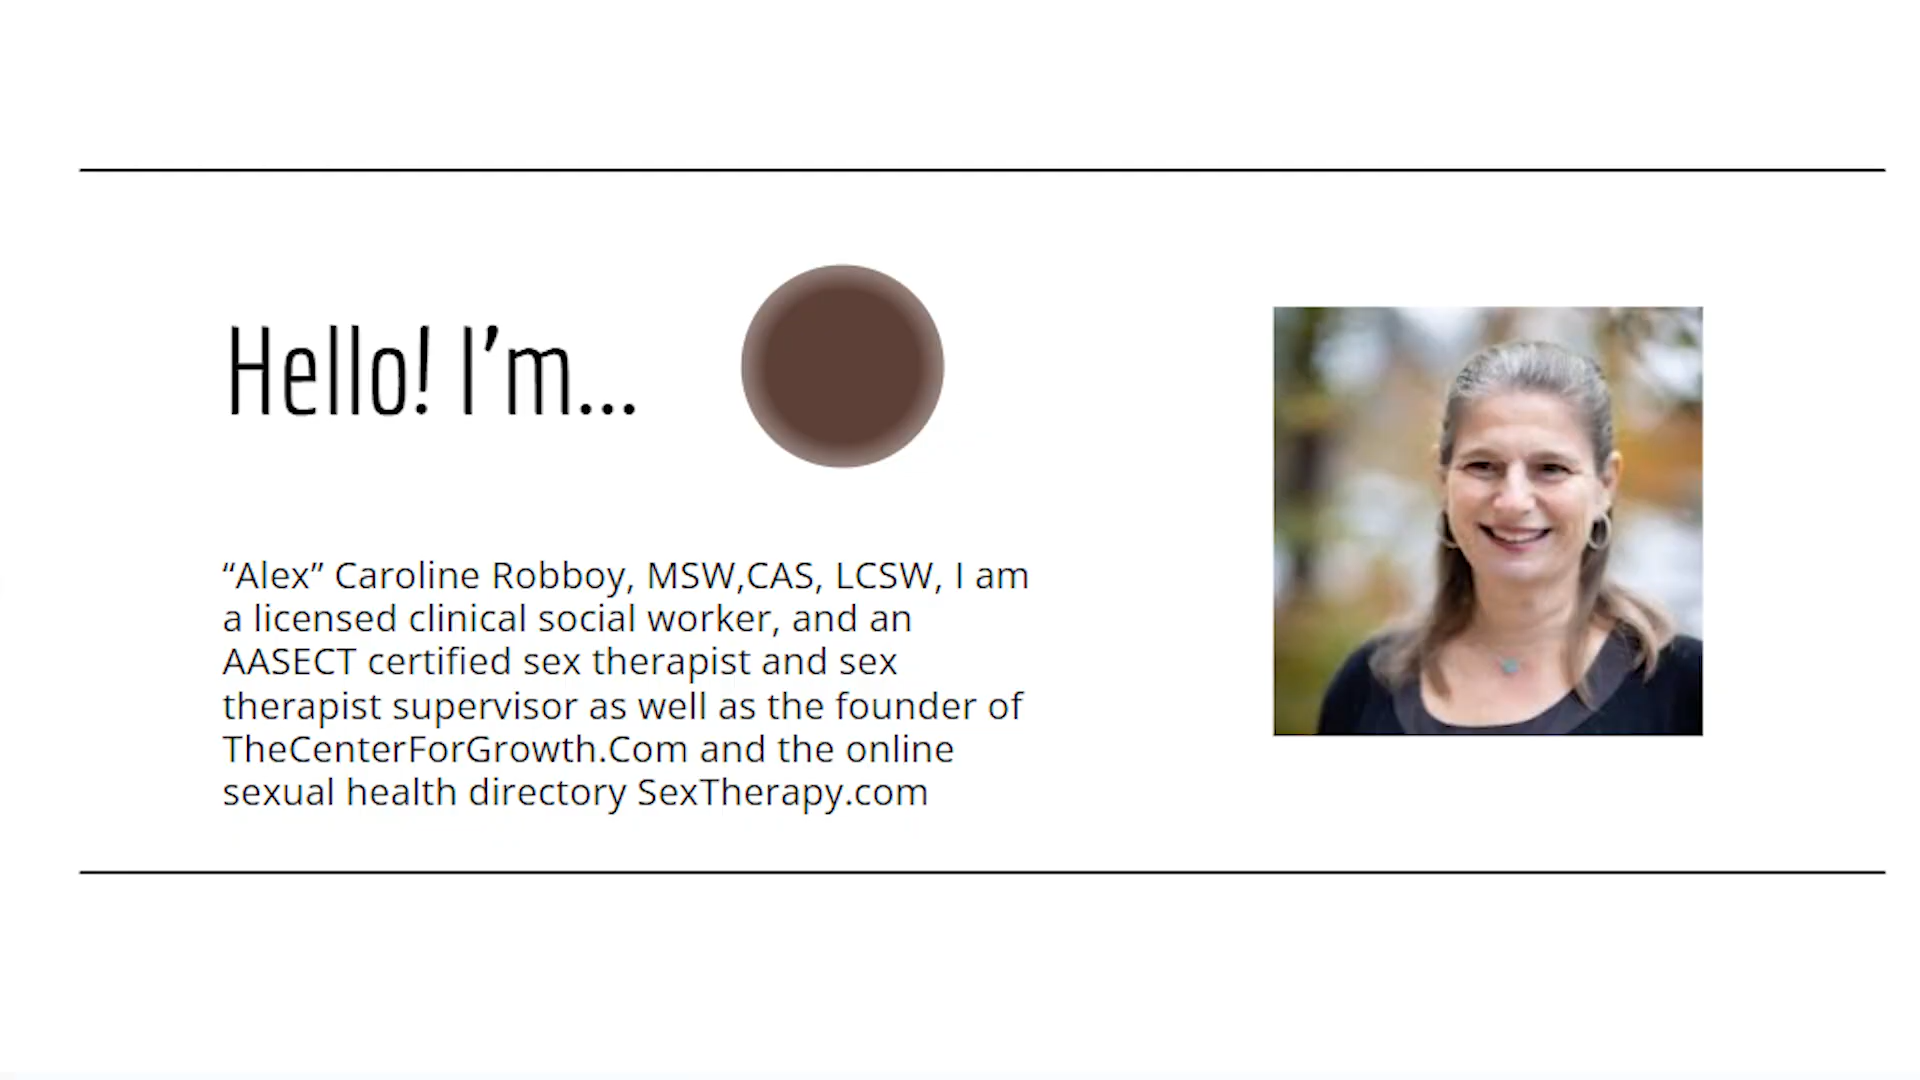 Hello! I’m...
“Alex” Caroline Robboy, MSW,CAS, LCSW, I am
a licensed clinical social worker, and an
AASECT certified sex therapist and sex
therapist supervisor as well as the founder of
TheCenterForGrowth.Com and the online
sexual health directory SexTherapy.com